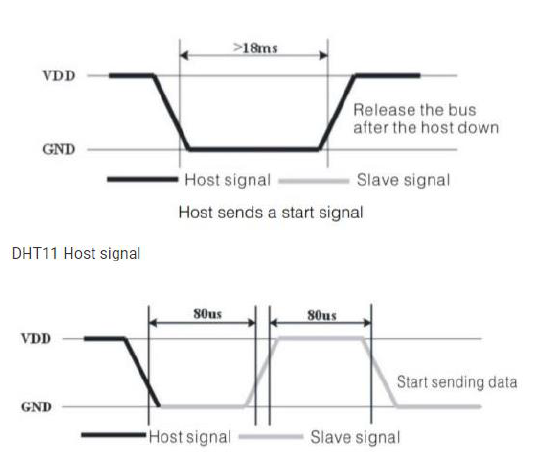 >18ms
VDD
Release the bus
after the host down
GND
Host signal
Slave signal
Host sends a start signal
DHT11 Host signal
80us
80us
VDD
Start sending data
GND
Host signal
Slave signal